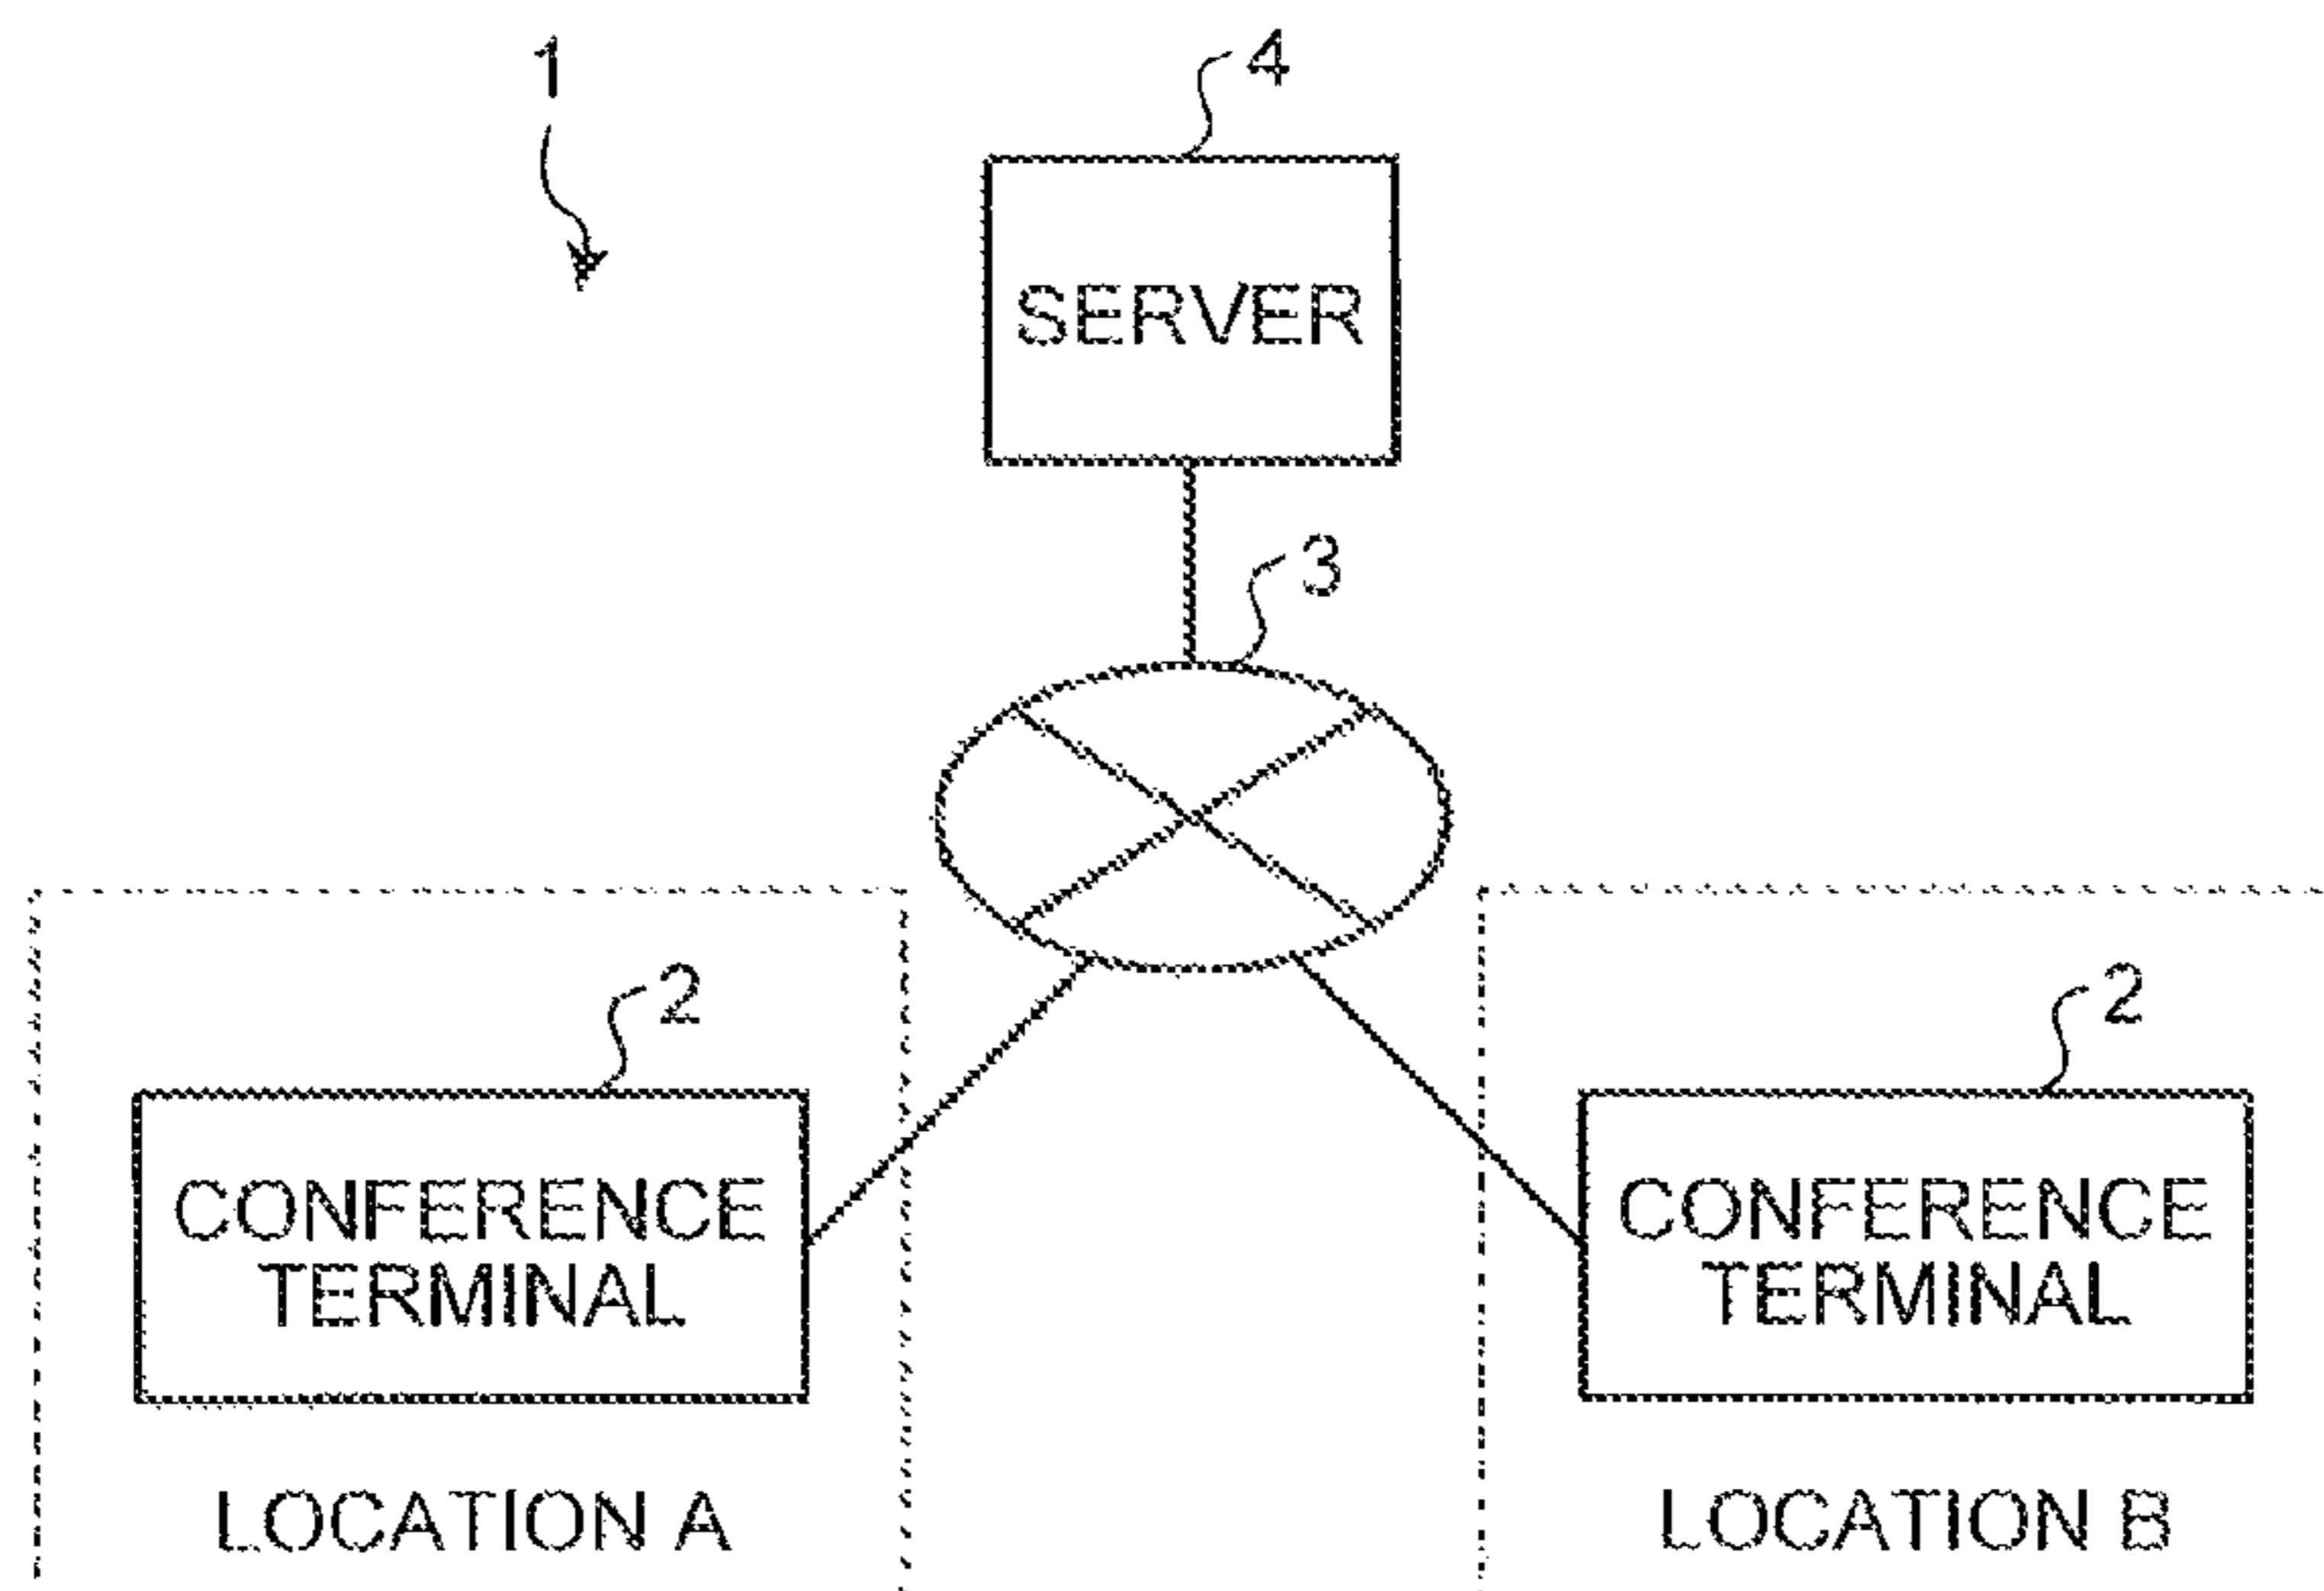 1
4
SERVER
3
2
2
CONFERENCE
TERMINAL
CONFERENCE
TERMINAL
LOCATION A
LOCATION B